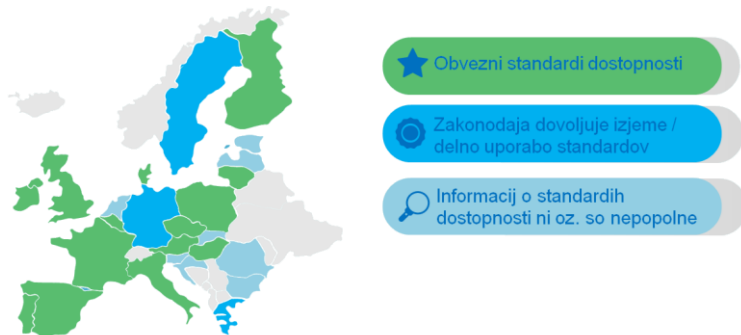 Obvezni standardi dostopnosti
Zakonodaja dovoljuje izjeme /
delno uporabo standardov
Informacij o standardih
dostopnosti ni oz. so nepopolne